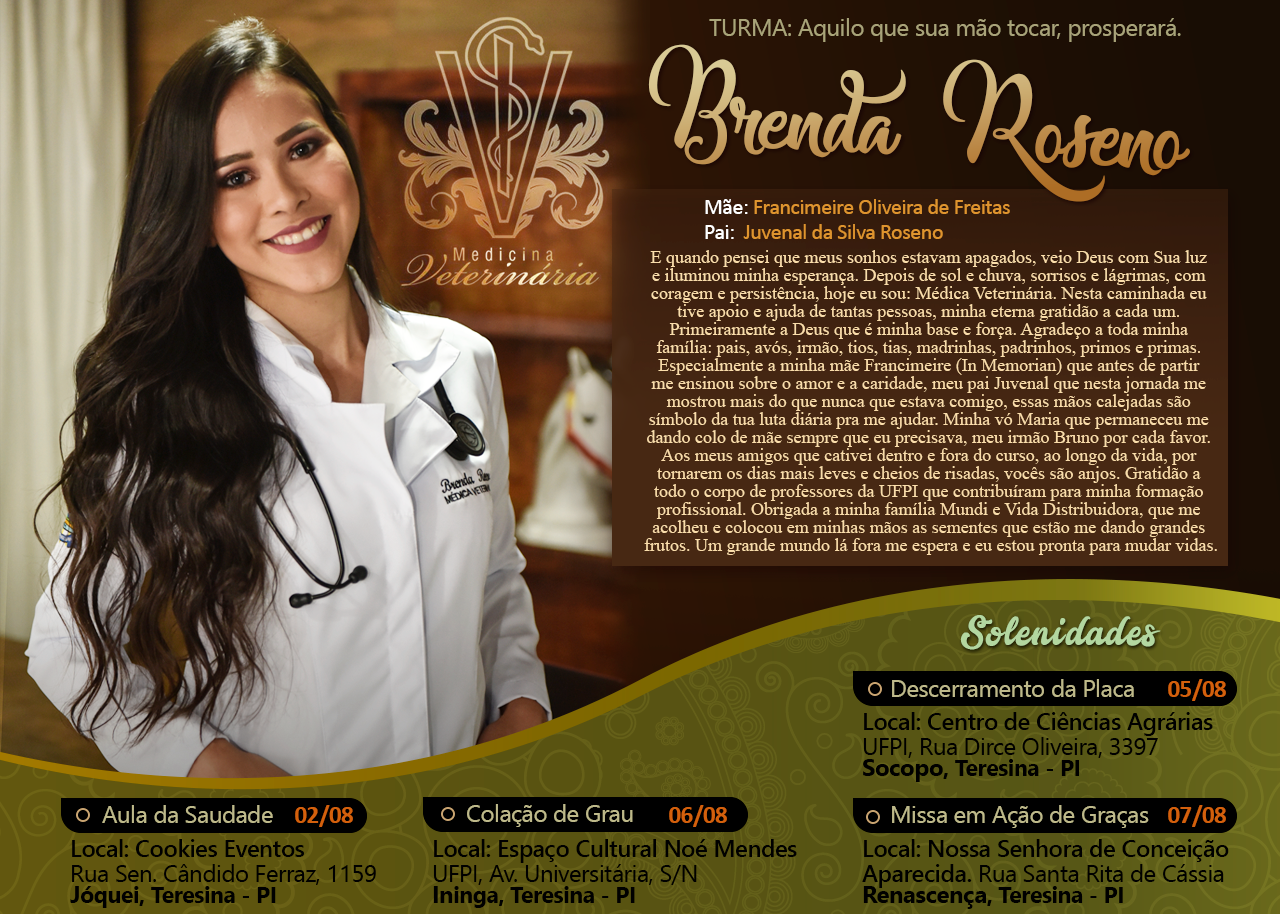 TURMA: Aquilo que sua mão tocar, prosperará.
Brenda Roseno
Medicina
Veterinária
Mãe: Francimeire Oliveira de Freitas
Pai: Juvenal da Silva Roseno
E quando pensei que meus sonhos estavam apagados, veio Deus com Sua luz
e iluminou minha esperança. Depois de sol e chuva, sorrisos e lágrimas, com
coragem e persistência, hoje eu sou: Médica Veterinária. Nesta caminhada eu
tive apoio e ajuda de tantas pessoas, minha eterna gratidão a cada um.
Primeiramente a Deus que é minha base e força. Agradeço a toda minha
família: pais, avós, irmão, tios, tias, madrinhas, padrinhos, primos e primas.
Especialmente a minha mãe Francimeire (In Memorian) que antes de partir
me ensinou sobre o amor e a caridade, meu pai Juvenal que nesta jornada me
mostrou mais do que nunca que estava comigo, essas mãos calejadas são
símbolo da tua luta diária pra me ajudar. Minha vó Maria que permaneceu me
dando colo de mãe sempre que eu precisava, meu irmão Bruno por cada favor.
Aos meus amigos que cativei dentro e fora do curso, ao longo da vida, por
tornarem os dias mais leves e cheios de risadas, vocês são anjos. Gratidão a
todo o corpo de professores da UFPI que contribuíram para minha formação
profissional. Obrigada a minha família Mundi e Vida Distribuidora, que me
acolheu e colocou em minhas mãos as sementes que estão me dando grandes
frutos. Um grande mundo lá fora me espera e eu estou pronta para mudar vidas.
Brenda
MÉDICA
Solenidades
Descerramento da Placa 05/08
Local: Centro de Ciências Agrárias
UFPI, Rua Dirce Oliveira, 3397
Socopo, Teresina - PI
Aula da Saudade 02/08
Local: Cookies Eventos
Rua Sen. Cândido Ferraz, 1159
Jóquei, Teresina - PI
Colação de Grau 06/08
Local: Espaço Cultural Noé Mendes
UFPI, Av. Universitária, S/N
Ininga, Teresina - PI
Missa em Ação de Graças 07/08
Local: Nossa Senhora de Conceição
Aparecida. Rua Santa Rita de Cássia
Renascença, Teresina - PI